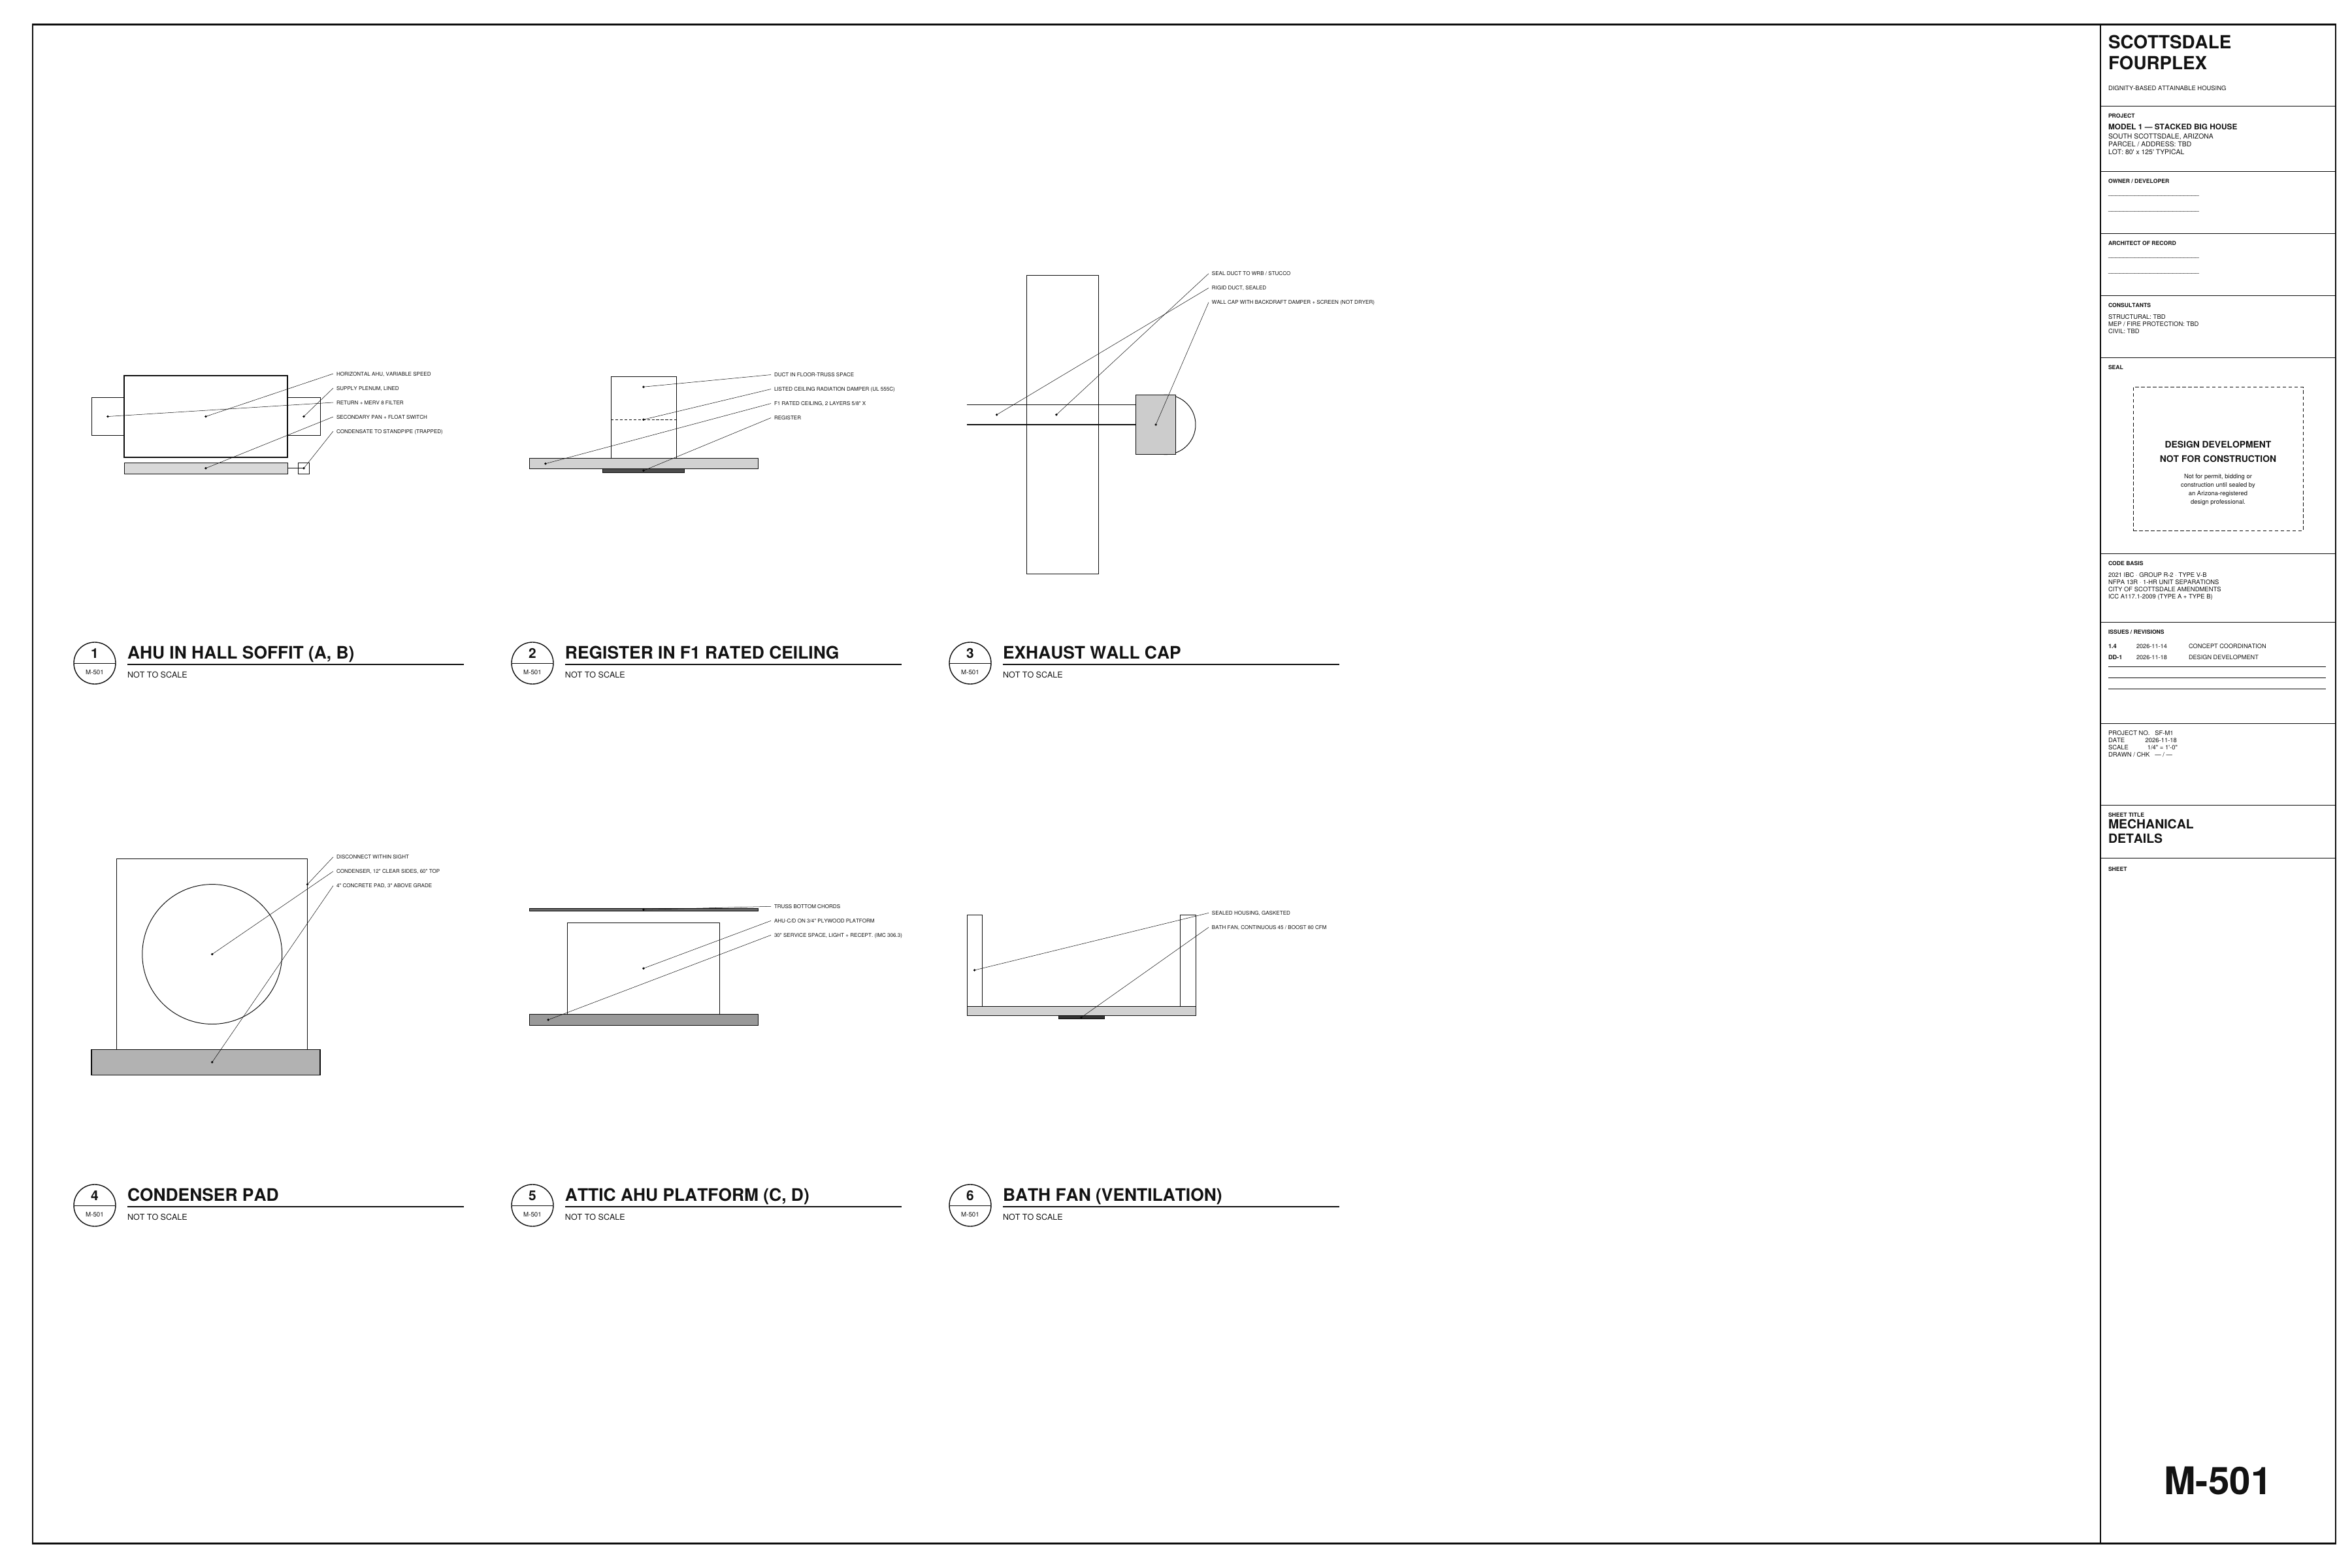 HORIZONTAL AHU, VARIABLE SPEED
SUPPLY PLENUM, LINED
RETURN + MERV 8 FILTER
SECONDARY PAN + FLOAT SWITCH
CONDENSATE TO STANDPIPE (TRAPPED)
1
M-501
AHU IN HALL SOFFIT (A, B)
NOT TO SCALE
DUCT IN FLOOR-TRUSS SPACE
LISTED CEILING RADIATION DAMPER (UL 555C)
F1 RATED CEILING, 2 LAYERS 5/8" X
REGISTER
2
M-501
REGISTER IN F1 RATED CEILING
NOT TO SCALE
SEAL DUCT TO WRB / STUCCO
RIGID DUCT, SEALED
WALL CAP WITH BACKDRAFT DAMPER + SCREEN (NOT DRYER)
3
M-501
EXHAUST WALL CAP
NOT TO SCALE
DISCONNECT WITHIN SIGHT
CONDENSER, 12" CLEAR SIDES, 60" TOP
4" CONCRETE PAD, 3" ABOVE GRADE
4
M-501
CONDENSER PAD
NOT TO SCALE
TRUSS BOTTOM CHORDS
AHU-C/D ON 3/4" PLYWOOD PLATFORM
30" SERVICE SPACE, LIGHT + RECEPT. (IMC 306.3)
5
M-501
ATTIC AHU PLATFORM (C, D)
NOT TO SCALE
SEALED HOUSING, GASKETED
BATH FAN, CONTINUOUS 45 / BOOST 80 CFM
6
M-501
BATH FAN (VENTILATION)
NOT TO SCALE
SCOTTSDALE
FOURPLEX
DIGNITY-BASED ATTAINABLE HOUSING
PROJECT
MODEL 1 — STACKED BIG HOUSE
SOUTH SCOTTSDALE, ARIZONA
PARCEL / ADDRESS: TBD
LOT: 80' x 125' TYPICAL
OWNER / DEVELOPER
ARCHITECT OF RECORD
CONSULTANTS
STRUCTURAL: TBD
MEP / FIRE PROTECTION: TBD
CIVIL: TBD
SEAL
DESIGN DEVELOPMENT
NOT FOR CONSTRUCTION
Not for permit, bidding or
construction until sealed by
an Arizona-registered
design professional.
CODE BASIS
2021 IBC · GROUP R-2 · TYPE V-B
NFPA 13R · 1-HR UNIT SEPARATIONS
CITY OF SCOTTSDALE AMENDMENTS
ICC A117.1-2009 (TYPE A + TYPE B)
ISSUES / REVISIONS
1.4 2026-11-14 CONCEPT COORDINATION
DD-1 2026-11-18 DESIGN DEVELOPMENT
PROJECT NO. SF-M1
DATE 2026-11-18
SCALE 1/4" = 1'-0"
DRAWN / CHK — / —
SHEET TITLE
MECHANICAL
DETAILS
SHEET
M-501